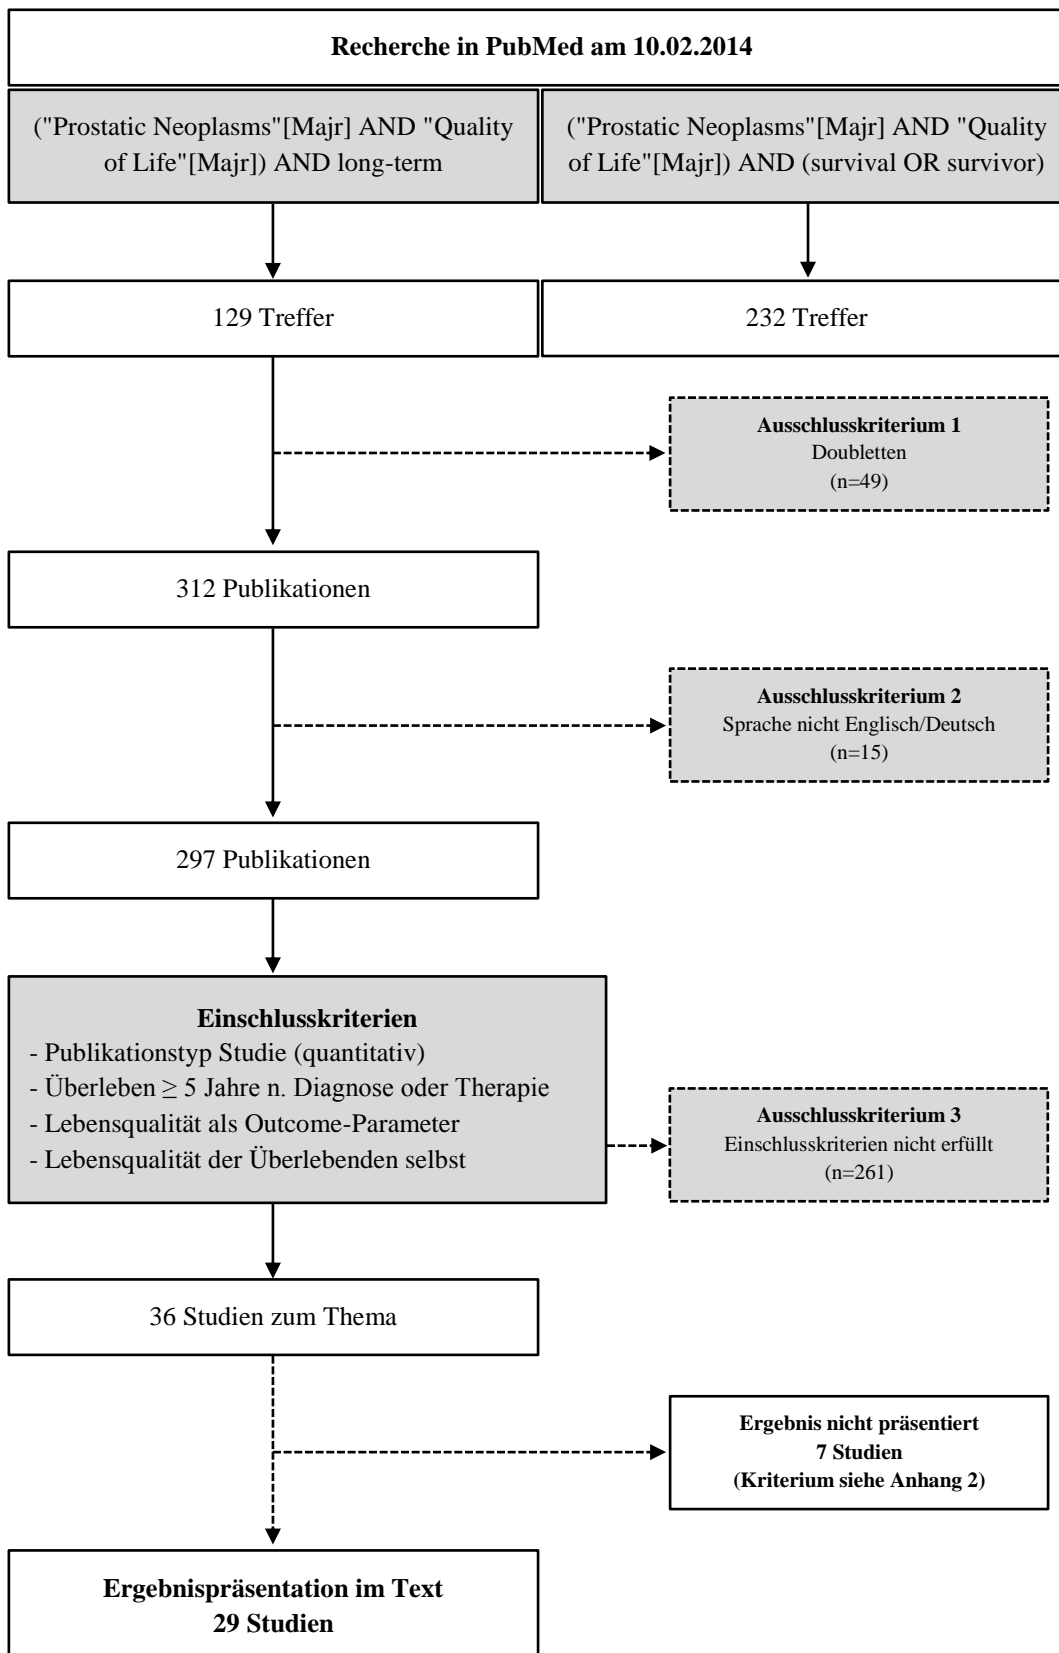 Recherche in PubMed am 10.02.2014
("Prostatic Neoplasms"[Majr] AND "Quality
of Life"[Majr]) AND long-term
("Prostatic Neoplasms"[Majr] AND "Quality
of Life"[Majr]) AND (survival OR survivor)
129 Treffer
232 Treffer
Ausschlusskriterium 1
Doubletten
(n=49)
312 Publikationen
Ausschlusskriterium 2
Sprache nicht Englisch/Deutsch
(n=15)
297 Publikationen
Einschlusskriterien
- Publikationstyp Studie (quantitativ)
- Überleben ≥ 5 Jahre n. Diagnose oder Therapie
- Lebensqualität als Outcome-Parameter
- Lebensqualität der Überlebenden selbst
Ausschlusskriterium 3
Einschlusskriterien nicht erfüllt
(n=261)
36 Studien zum Thema
Ergebnis nicht präsentiert
7 Studien
(Kriterium siehe Anhang 2)
Ergebnispräsentation im Text
29 Studien